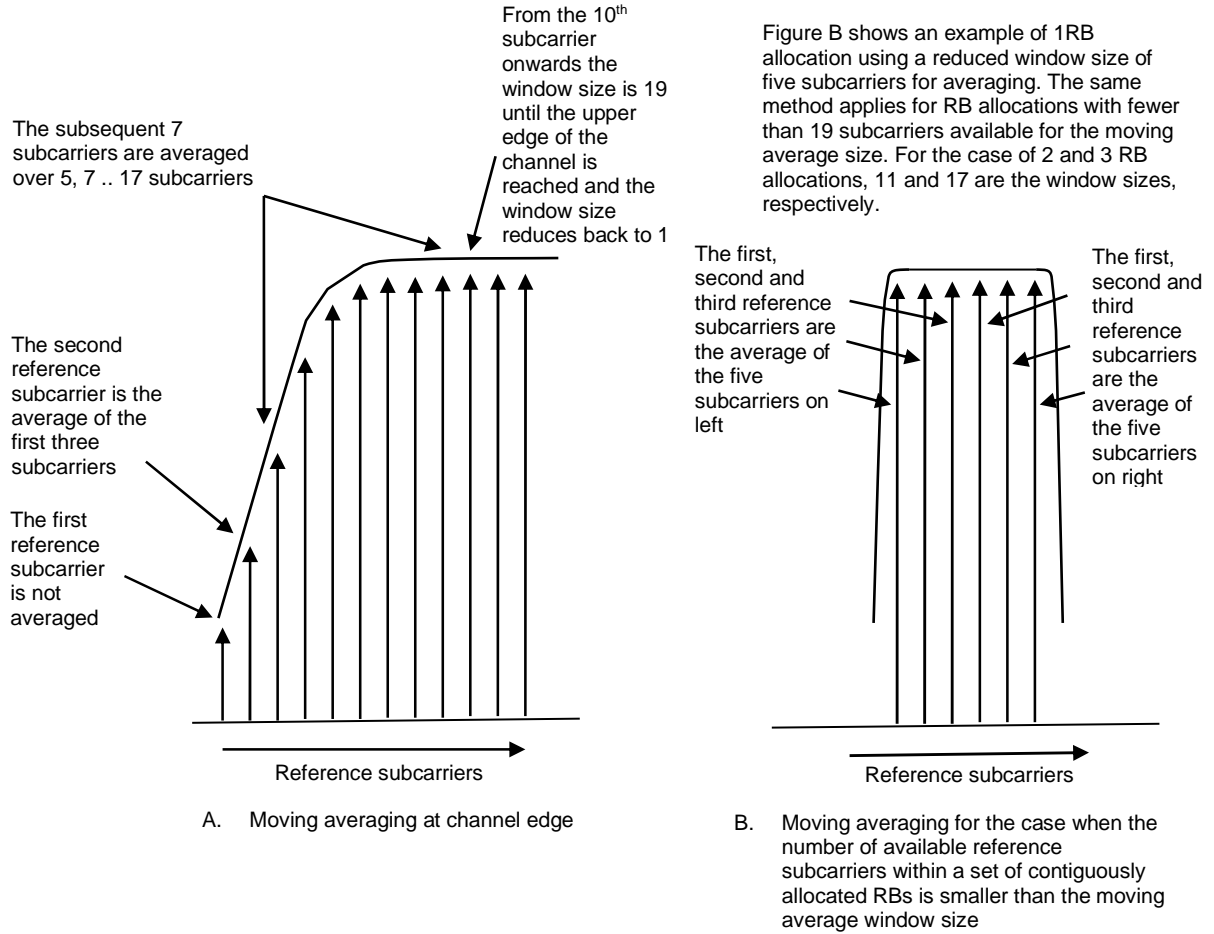 From the 10th
subcarrier
onwards the
window size is 19
until the upper
edge of the
channel is
reached and the
window size
reduces back to 1
The subsequent 7
subcarriers are averaged
over 5, 7 .. 17 subcarriers
The second
reference
subcarrier is the
average of the
first three
subcarriers
The first
reference
subcarrier
is not
averaged
Reference subcarriers
A. Moving averaging at channel edge
Figure B shows an example of 1RB
allocation using a reduced window size of
five subcarriers for averaging. The same
method applies for RB allocations with fewer
than 19 subcarriers available for the moving
average size. For the case of 2 and 3 RB
allocations, 11 and 17 are the window sizes,
respectively.
The first,
second and
third reference
subcarriers are
the average of
the five
subcarriers on
left
The first,
second and
third
reference
subcarriers
are the
average of
the five
subcarriers
on right
Reference subcarriers
B. Moving averaging for the case when the
number of available reference
subcarriers within a set of contiguously
allocated RBs is smaller than the moving
average window size